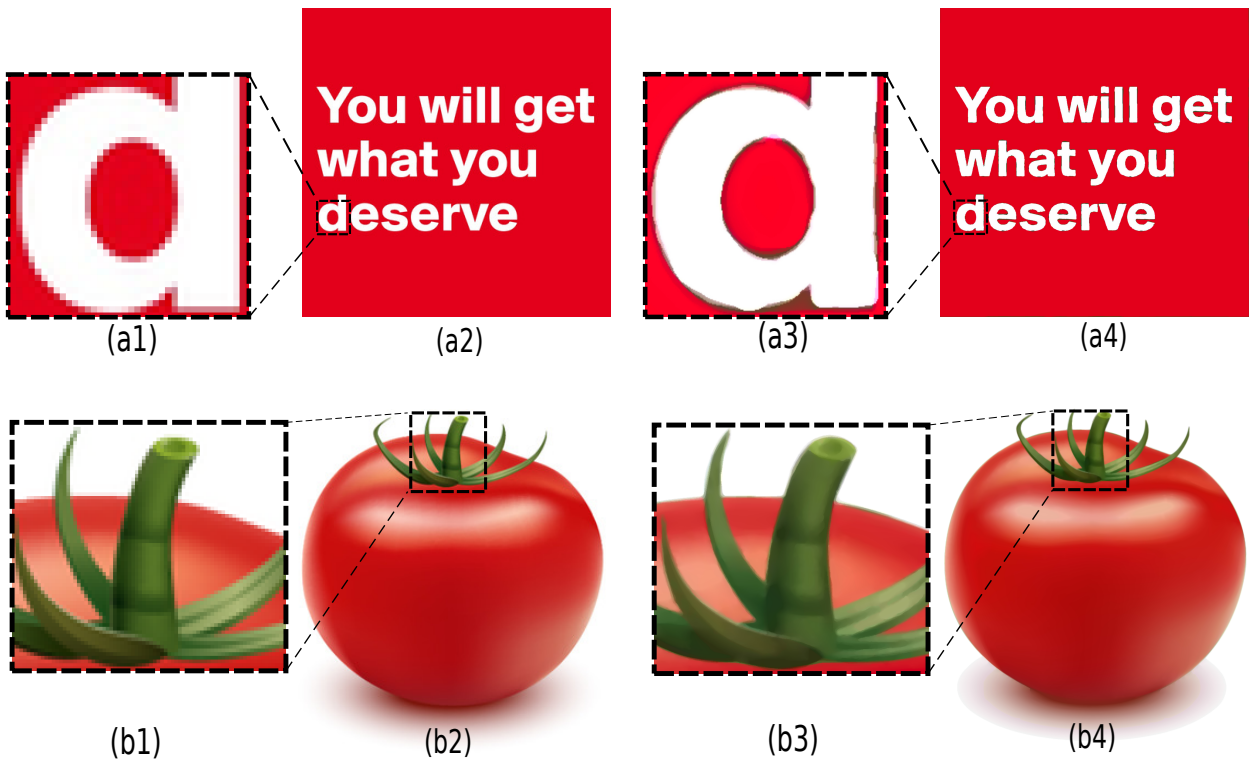 You will get
what you
deserve
You will get
what you
deserve
d
d
(a1)
(a2)
(a3)
(a4)
(b1)
(b2)
(b3)
(b4)